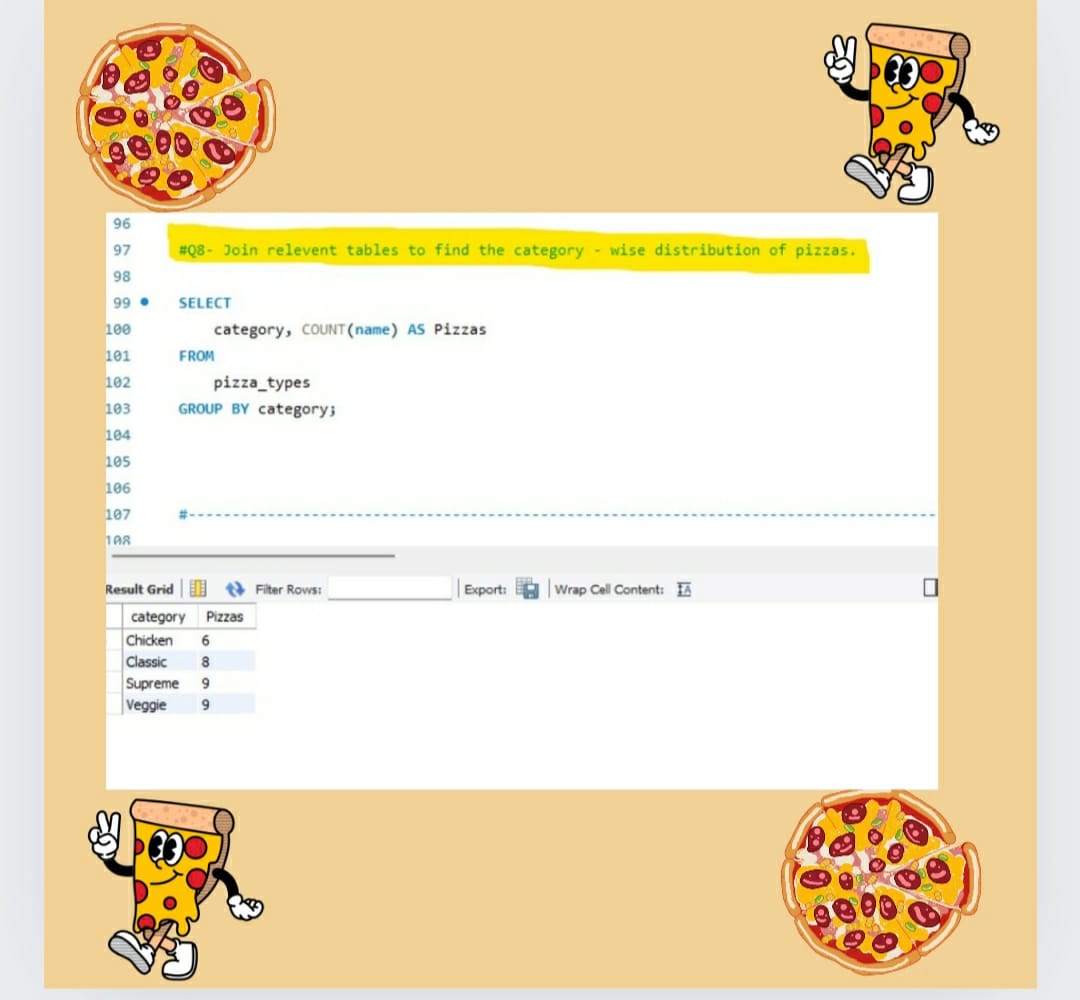 96
97 #Q8- Join relevent tables to find the category - wise distribution of pizzas.
98
99 SELECT
100 category, COUNT(name) AS Pizzas
101 FROM
102 pizza_types
103 GROUP BY category;
104
105
106
107 #--------------------------------------------------------------------------------------
108
Result Grid Filter Rows: Export: Wrap Cell Content: IA
category Pizzas
Chicken 6
Classic 8
Supreme 9
Veggie 9